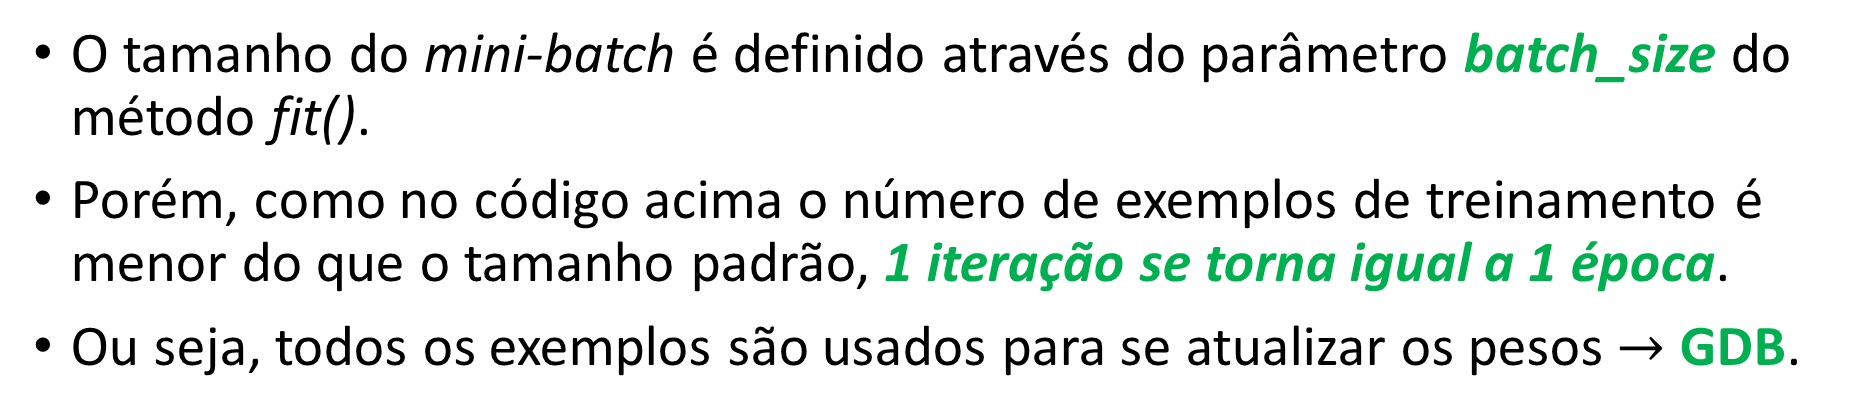 • O tamanho do mini-batch é definido através do parâmetro batch_size do
método fit().
• Porém, como no código acima o número de exemplos de treinamento é
menor do que o tamanho padrão, 1 iteração se torna igual a 1 época.
• Ou seja, todos os exemplos são usados para se atualizar os pesos → GDB.